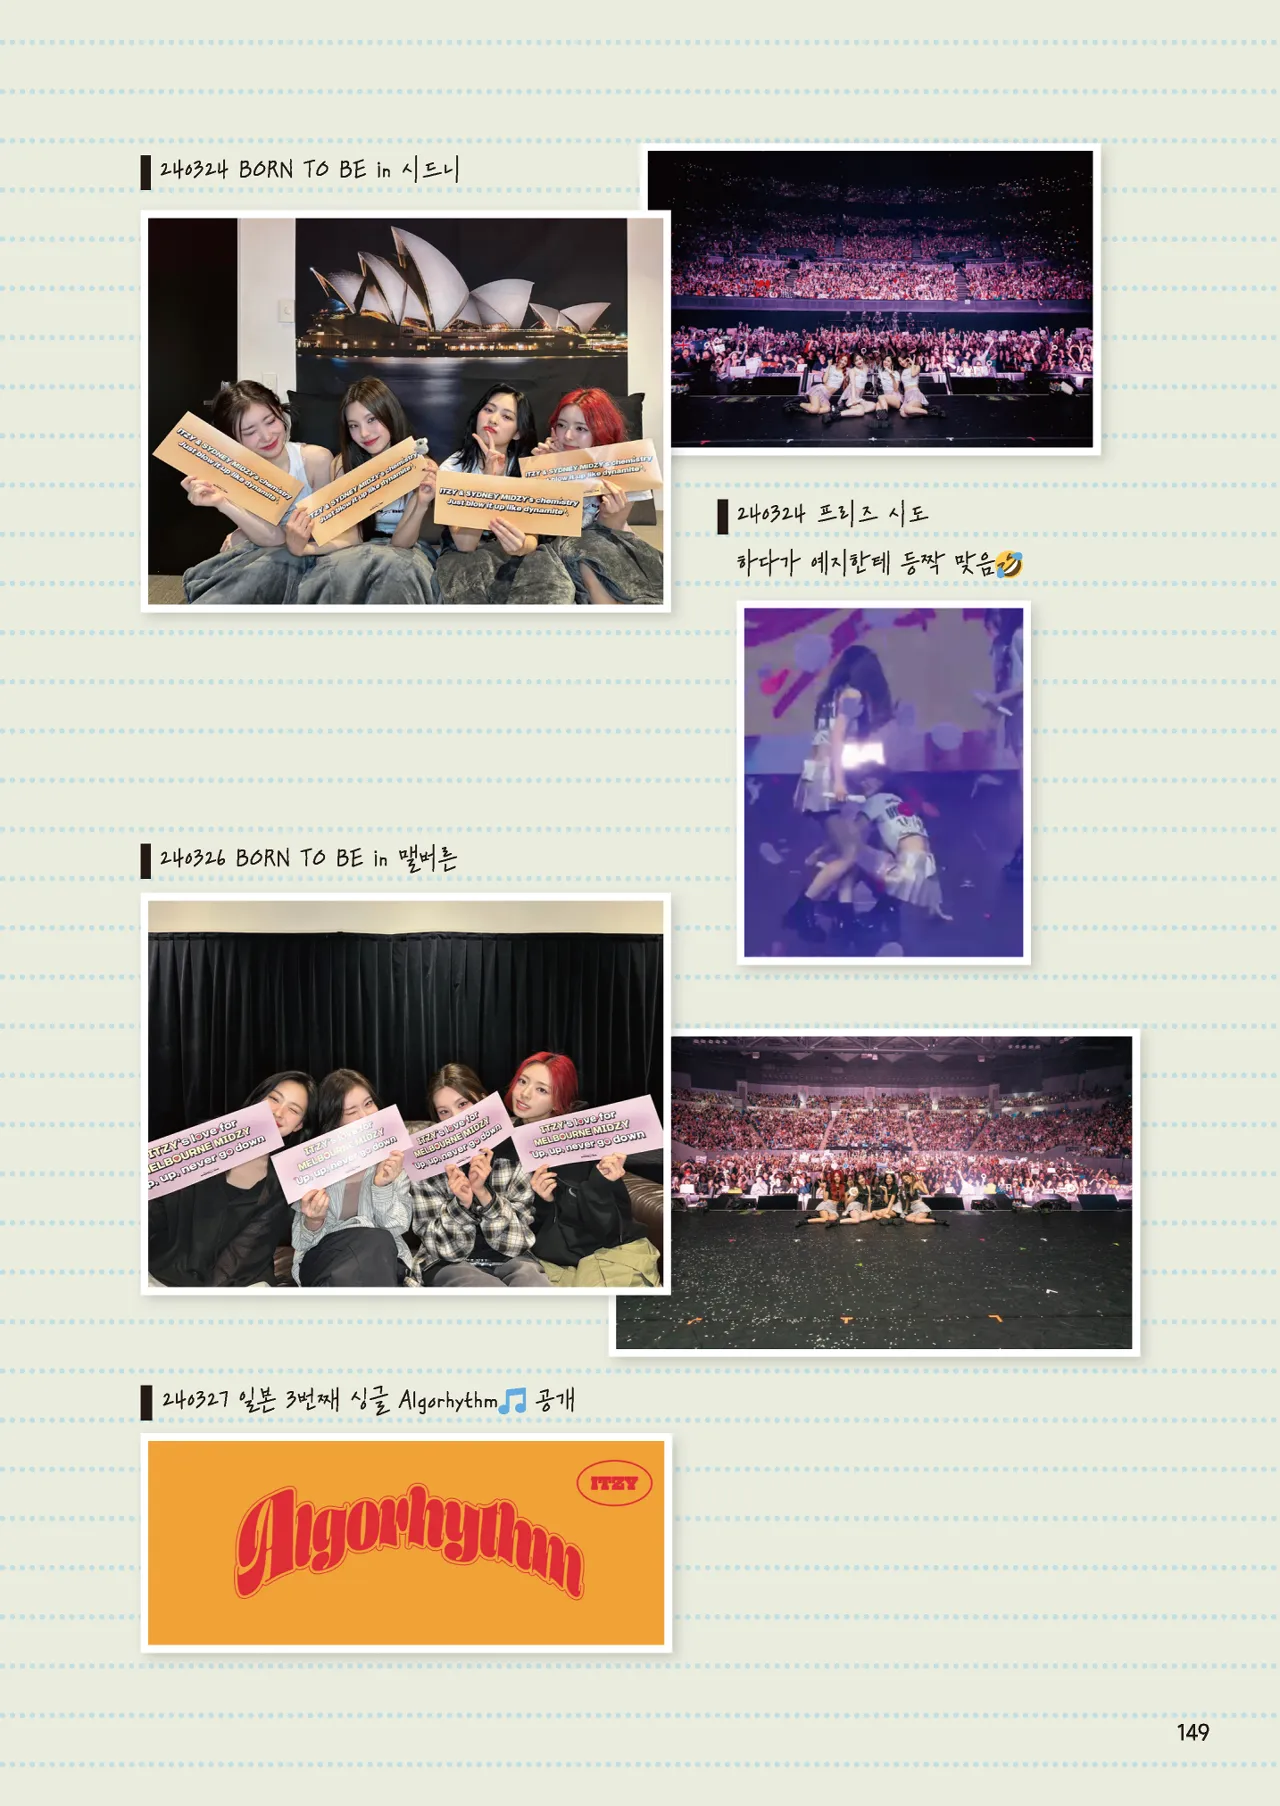 240324 BORN TO BE in 시드니
ITZY & SYDNEY MIDZY's chemistry
Just blow it up like dynamite*,
ITZY & SYDNEY MIDZY's chemistry
Just blow it up like dynamite*,
ITZY & SYDNEY MIDZY's chemistry
Just blow it up like dynamite*,
ITZY & SYDNEY MIDZY's chemistry
blow it up like dynamite*,
240324 프리즈 시도
하다가 예지한테 등짝 맞음🤣
240326 BORN TO BE in 맬버른
ITZY's love for
MELBOURNE MIDZY
up, never go down
ITZY's love for
MELBOURNE MIDZY
"Up, up, never go down
ITZY's love for
MELBOURNE MIDZY
"Up, up, never go down
ITZY's love for
MELBOURNE MIDZY
"Up, up, never go down
240327 일본 3번째 싱글 Algorhythm🎵 공개
ITZY
Algorhythm
149